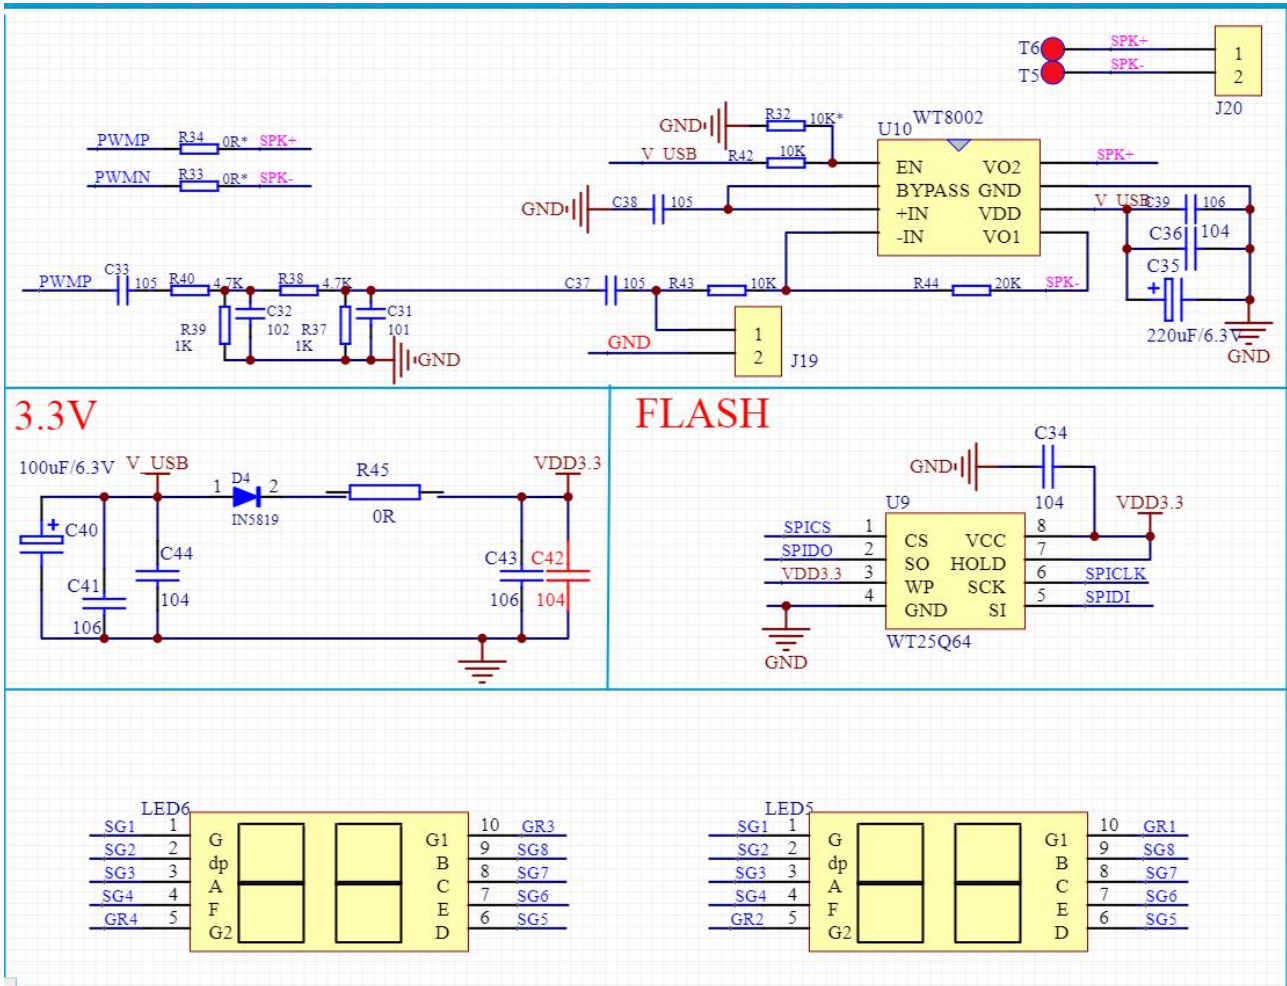 T6 SPK+ 1
T5 SPK- 2
J20
WT8002
U10
GND R32 10K*
V_USB R42 10K
PWMP R34 0R* SPK+
PWMN R33 0R* SPK-
EN VO2 SPK+
BYPASS GND
GND C38 105 +IN VDD V_USB C39 106
-IN VO1 C36 104
C35
+
220uF/6.3V
GND
PWMP C33 105 R40 4.7K R38 4.7K C37 105 R43 10K R44 20K SPK-
R39 1K C32 102 R37 1K C31 101
GND
GND 1
2
J19
3.3V
100uF/6.3V V_USB VDD3.3
1 D4 2 R45
IN5819 0R
+ C40
C44 C43 C42
C41 104 106 104
106
FLASH
C34
GND
104
U9 VDD3.3
SPICS 1 CS VCC 8
SPIDO 2 SO HOLD 7
VDD3.3 3 WP SCK 6 SPICLK
4 GND SI 5 SPIDI
WT25Q64
GND
LED6
SG1 1 G G1 10 GR3
SG2 2 dp B 9 SG8
SG3 3 A C 8 SG7
SG4 4 F E 7 SG6
GR4 5 G2 D 6 SG5
LED5
SG1 1 G G1 10 GR1
SG2 2 dp B 9 SG8
SG3 3 A C 8 SG7
SG4 4 F E 7 SG6
GR2 5 G2 D 6 SG5